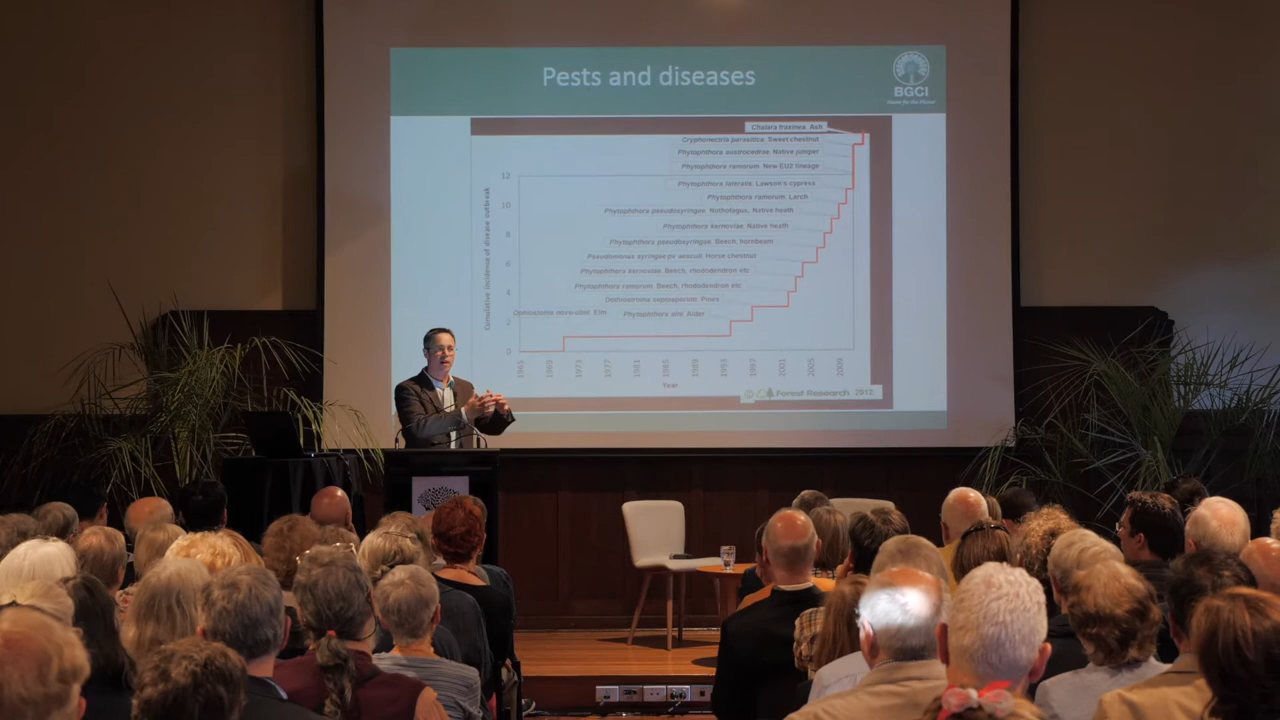 Pests and diseases
BGCI
Plants for the Planet
Chalara fraxinea Ash
Cryphonectria parasitica Sweet chestnut
Phytophthora austrocedrae Native juniper
Phytophthora ramorum New EU2 lineage
Phytophthora lateralis Lawson's cypress
Phytophthora ramorum Larch
Phytophthora pseudosyringae Nothofagus, Native heath
Phytophthora kernoviae Native heath
Phytophthora pseudosyringae Beech, hornbeam
Pseudomonas syringae pv aesculi Horse chestnut
Phytophthora kernoviae Beech, rhododendron etc
Phytophthora ramorum Beech, rhododendron etc
Dothistroma septosporum Pines
Ophiostoma novo-ulmi Elm
Phytophthora alni Alder
Cumulative incidence of disease outbreak
12
10
8
6
4
2
0
1965 1969 1973 1977 1981 1985 1989 1993 1997 2001 2005 2009
Year
© Forest Research 2012